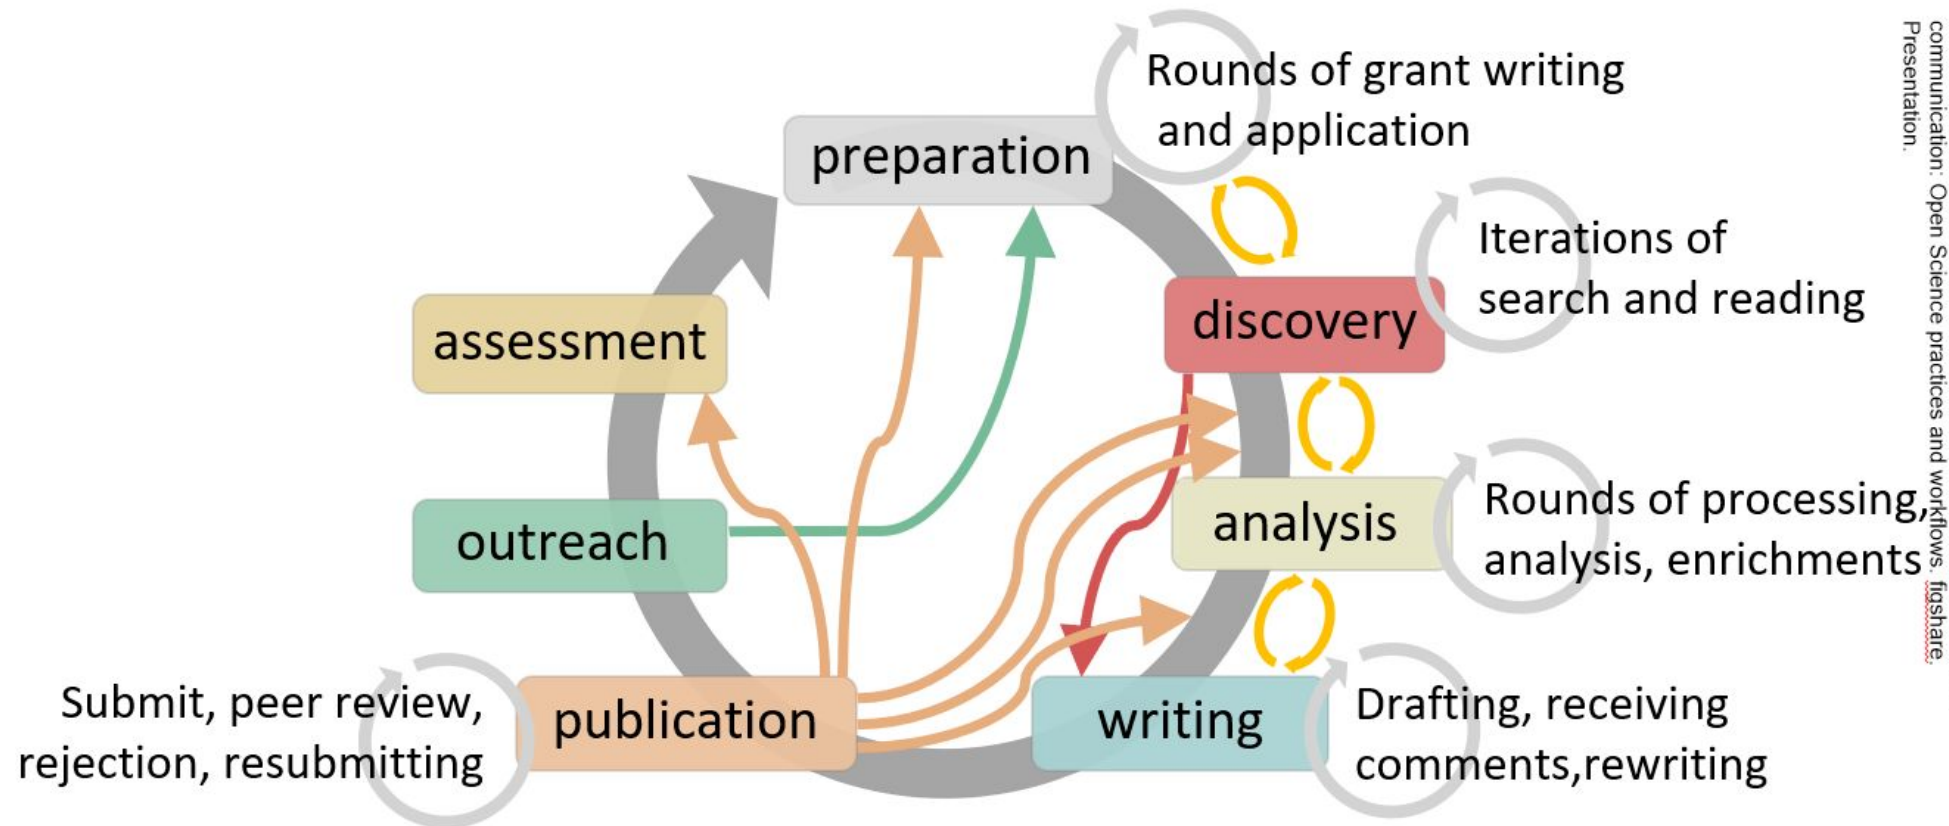 preparation
Rounds of grant writing
and application
discovery
Iterations of
search and reading
assessment
analysis
Rounds of processing,
analysis, enrichments
outreach
writing
Drafting, receiving
comments,rewriting
publication
Submit, peer review,
rejection, resubmitting
communication: Open Science practices and workflows. figshare.
Presentation.